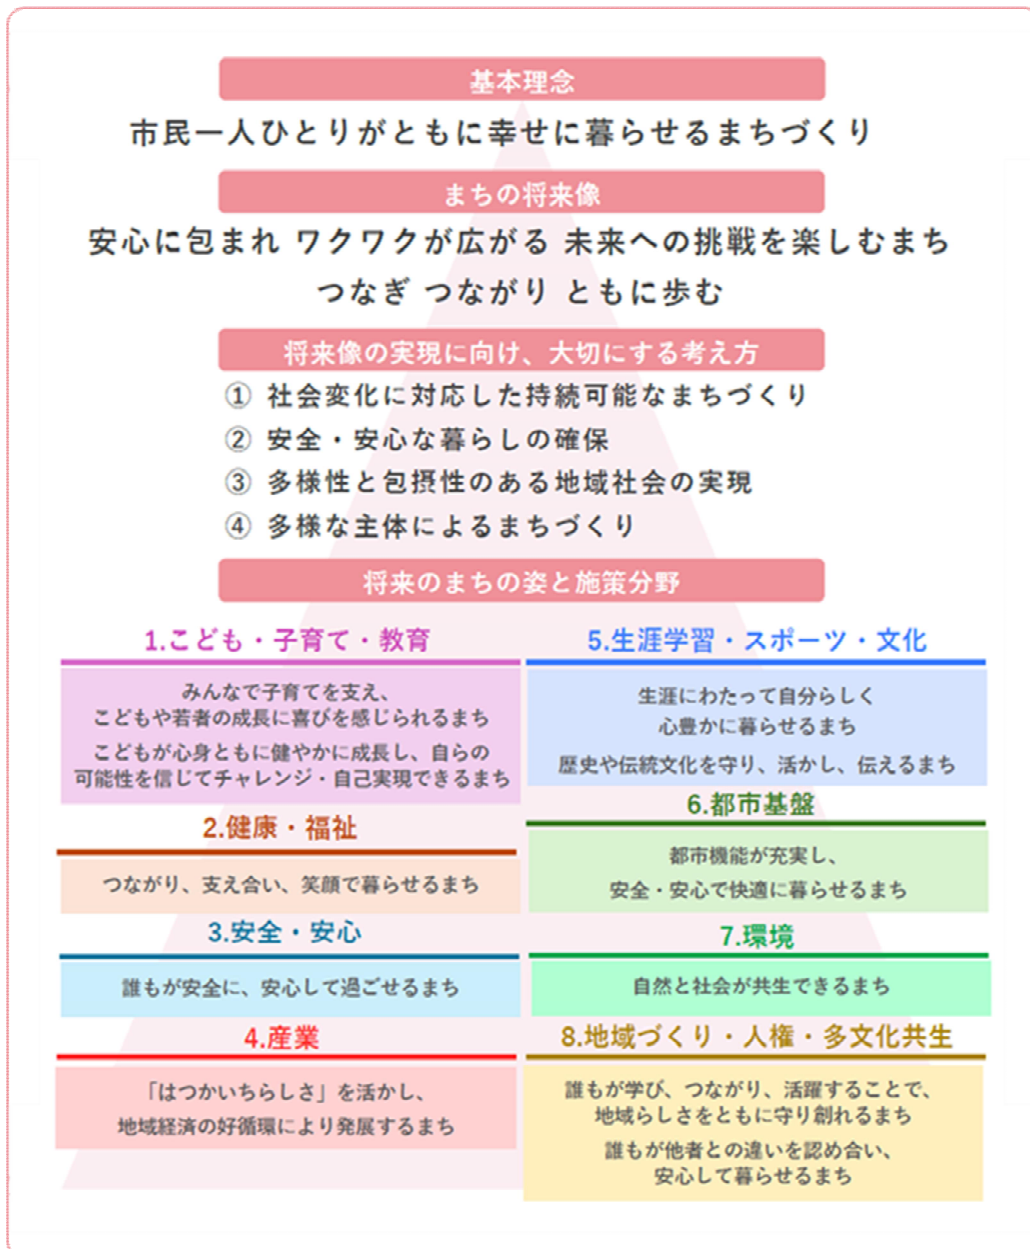 基本理念
市民一人ひとりがともに幸せに暮らせるまちづくり
まちの将来像
安心に包まれ ワクワクが広がる 未来への挑戦を楽しむまち
つなぎ つながり ともに歩む
将来像の実現に向け、大切にする考え方
① 社会変化に対応した持続可能なまちづくり
② 安全・安心な暮らしの確保
③ 多様性と包摂性のある地域社会の実現
④ 多様な主体によるまちづくり
将来のまちの姿と施策分野
1.こども・子育て・教育
みんなで子育てを支え、
こどもや若者の成長に喜びを感じられるまち
こどもが心身ともに健やかに成長し、自らの
可能性を信じてチャレンジ・自己実現できるまち
2.健康・福祉
つながり、支え合い、笑顔で暮らせるまち
3.安全・安心
誰もが安全に、安心して過ごせるまち
4.産業
「はつかいちらしさ」を活かし、
地域経済の好循環により発展するまち
5.生涯学習・スポーツ・文化
生涯にわたって自分らしく
心豊かに暮らせるまち
歴史や伝統文化を守り、活かし、伝えるまち
6.都市基盤
都市機能が充実し、
安全・安心で快適に暮らせるまち
7.環境
自然と社会が共生できるまち
8.地域づくり・人権・多文化共生
誰もが学び、つながり、活躍することで、
地域らしさをともに守り創れるまち
誰もが他者との違いを認め合い、
安心して暮らせるまち